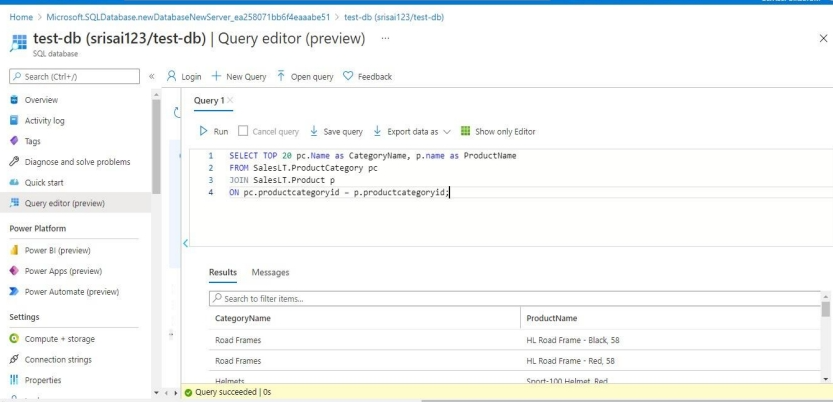 Home > Microsoft.SQLDatabase.newDatabaseNewServer_ea258071bb6f4eaaabe51 > test-db (srisai123/test-db)
test-db (srisai123/test-db) | Query editor (preview) ...
SQL database
Search (Ctrl+/)
«
Login
New Query
Open query
Feedback
Overview
Activity log
Tags
Diagnose and solve problems
Quick start
Query editor (preview)
Power Platform
Power BI (preview)
Power Apps (preview)
Power Automate (preview)
Settings
Compute + storage
Connection strings
Properties
Query 1
Run
Cancel query
Save query
Export data as
Show only Editor
1 SELECT TOP 20 pc.Name as CategoryName, p.name as ProductName
2 FROM SalesLT.ProductCategory pc
3 JOIN SalesLT.Product p
4 ON pc.productcategoryid = p.productcategoryid;
Results Messages
Search to filter items...
CategoryName ProductName
Road Frames HL Road Frame - Black, 58
Road Frames HL Road Frame - Red, 58
Helmets Sport-100 Helmet, Red
Query succeeded | 0s